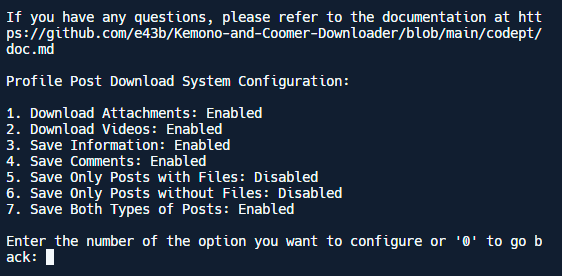 If you have any questions, please refer to the documentation at htt
ps://github.com/e43b/Kemono-and-Coomer-Downloader/blob/main/codept/
doc.md
Profile Post Download System Configuration:
1. Download Attachments: Enabled
2. Download Videos: Enabled
3. Save Information: Enabled
4. Save Comments: Enabled
5. Save Only Posts with Files: Disabled
6. Save Only Posts without Files: Disabled
7. Save Both Types of Posts: Enabled
Enter the number of the option you want to configure or '0' to go b
ack: